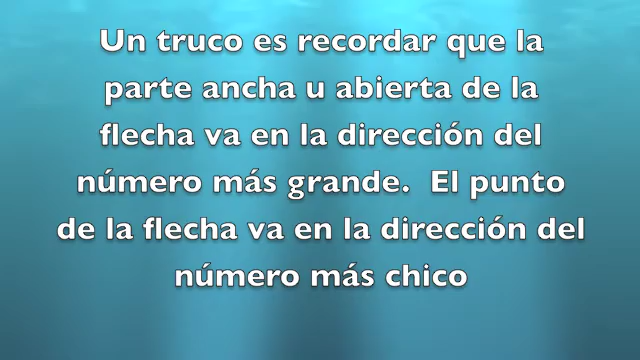 Un truco es recordar que la
parte ancha u abierta de la
flecha va en la dirección del
número más grande.  El punto
de la flecha va en la dirección del
número más chico